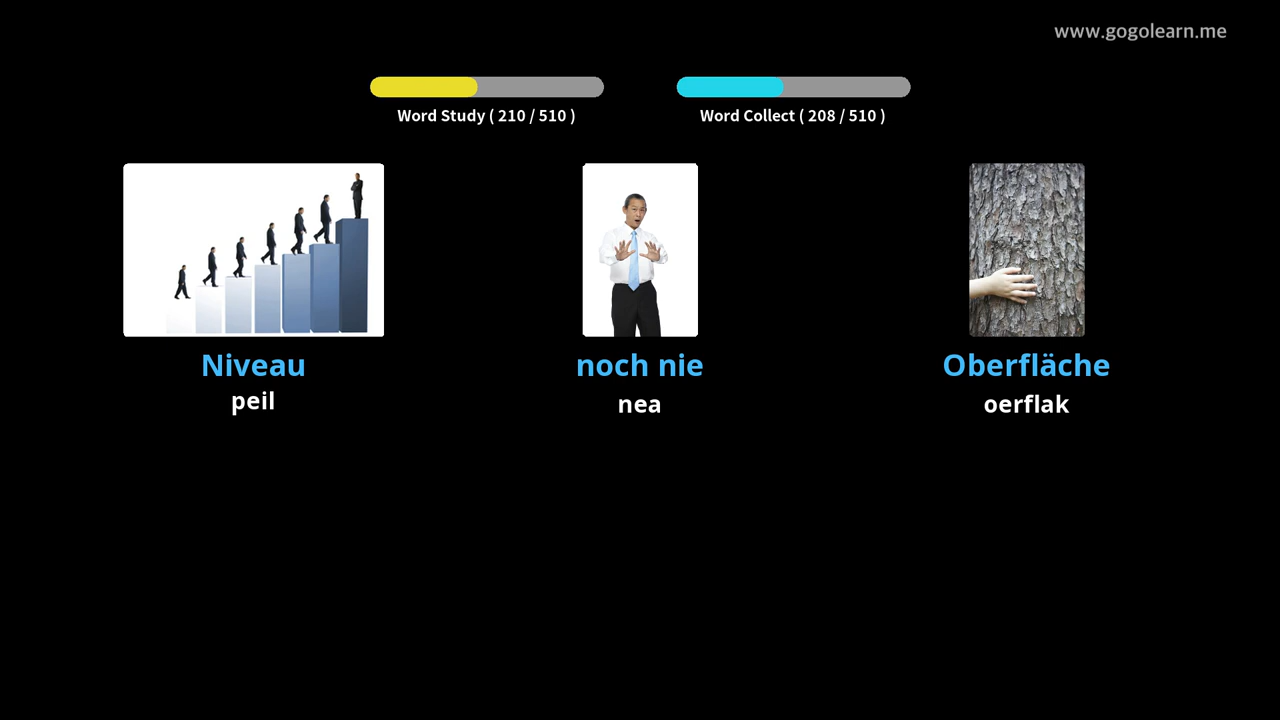 www.gogolearn.me
Word Study ( 210 / 510 )
Word Collect ( 208 / 510 )
Niveau
peil
noch nie
nea
Oberfläche
oerflak